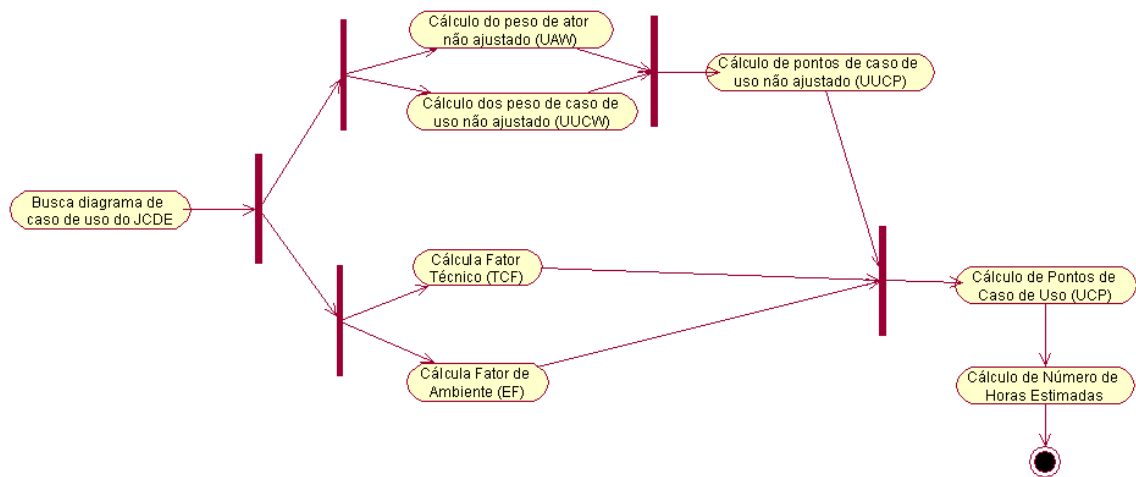 Cálculo do peso de ator
não ajustado (UAW)
Cálculo dos peso de caso de
uso não ajustado (UUCW)
Cálculo de pontos de caso de
uso não ajustado (UUCP)
Busca diagrama de
caso de uso do JCDE
Cálcula Fator
Técnico (TCF)
Cálcula Fator de
Ambiente (EF)
Cálculo de Pontos de
Caso de Uso (UCP)
Cálculo de Número de
Horas Estimadas